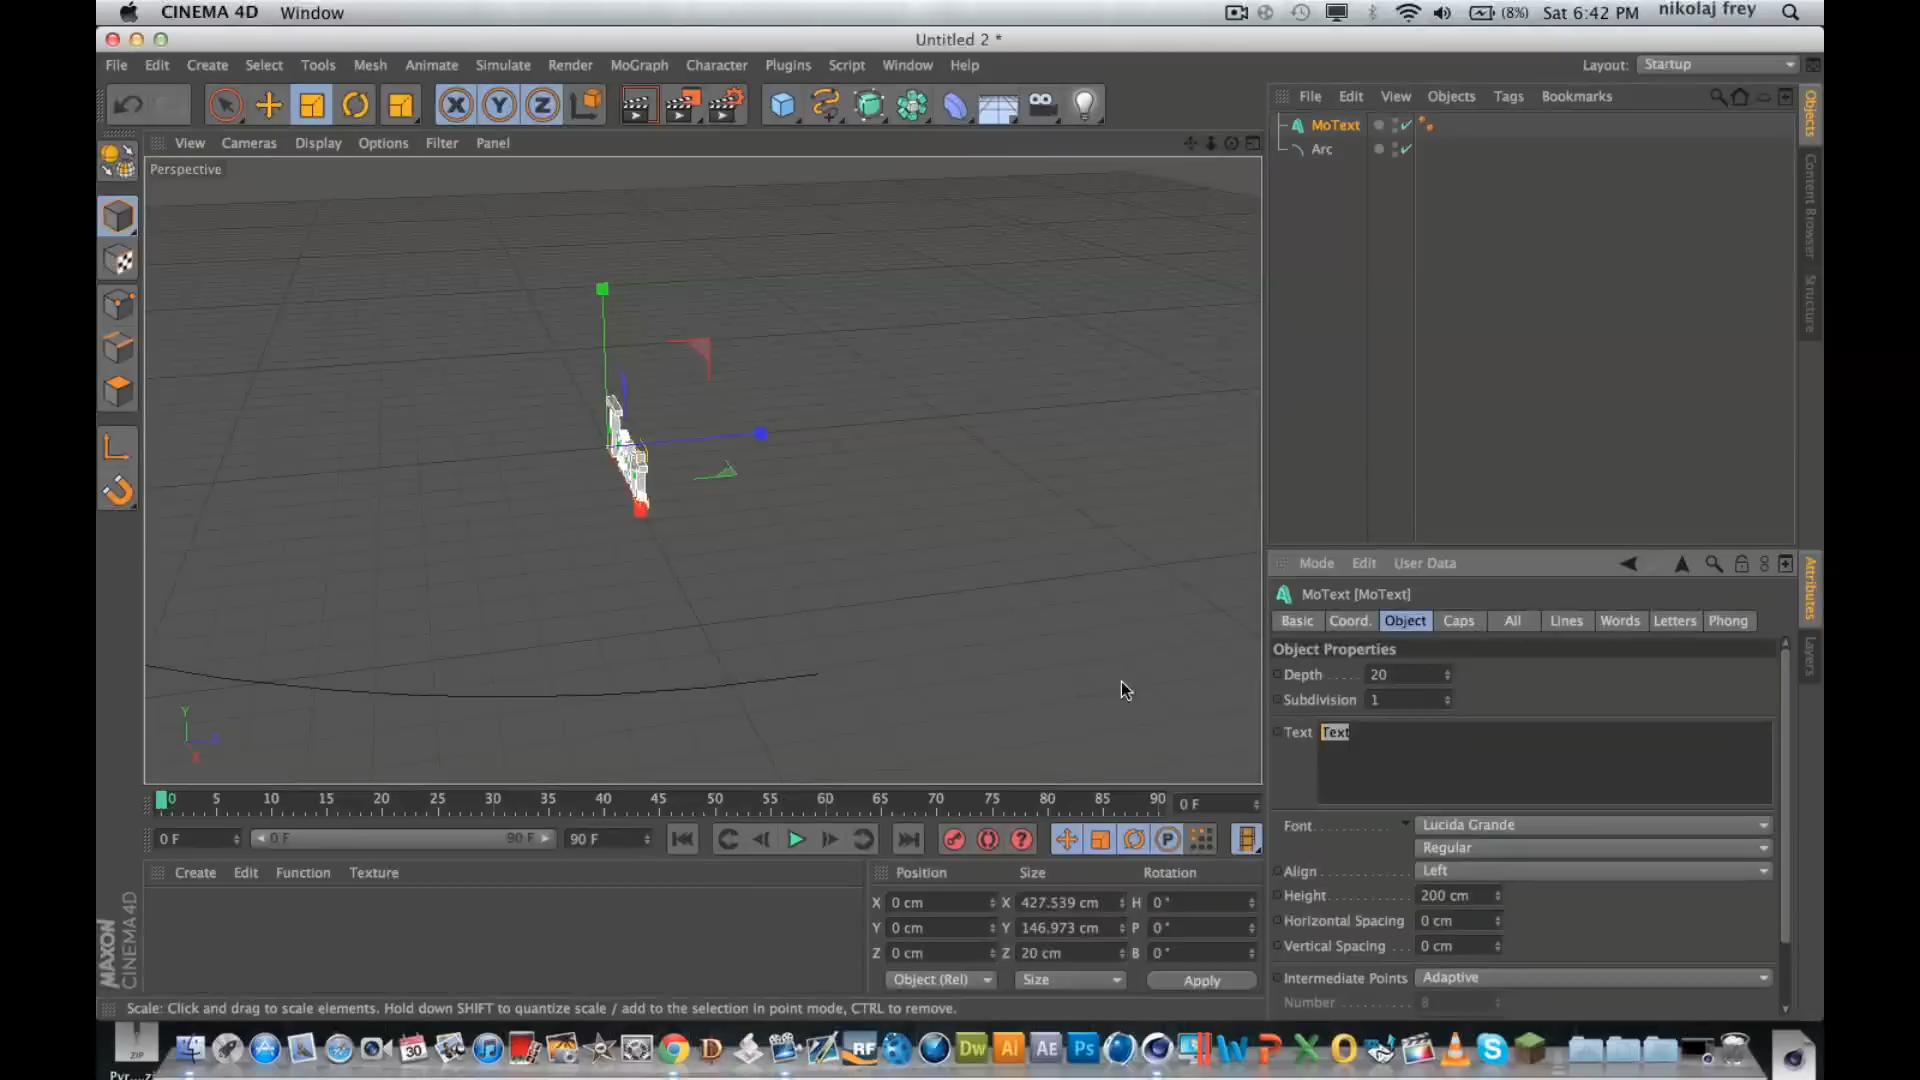 CINEMA 4D Window (8%) Sat 6:42 PM nikolaj frey
Untitled 2 *
File Edit Create Select Tools Mesh Animate Simulate Render MoGraph Character Plugins Script Window Help Layout: Startup
X Y Z
File Edit View Objects Tags Bookmarks
MoText
Arc
View Cameras Display Options Filter Panel
Perspective
Objects
Content Browser
Structure
Mode Edit User Data
MoText [MoText]
Basic Coord. Object Caps All Lines Words Letters Phong
Object Properties
Depth 20
Subdivision 1
Text Text
Font Lucida Grande
Regular
Align Left
Height 200 cm
Horizontal Spacing 0 cm
Vertical Spacing 0 cm
Intermediate Points Adaptive
Number 8
Attributes
Layers
Y
X
0 5 10 15 20 25 30 35 40 45 50 55 60 65 70 75 80 85 90 0 F
0 F 0 F 90 F 90 F
P
Create Edit Function Texture
Position Size Rotation
X 0 cm X 427.539 cm H 0 °
Y 0 cm Y 146.973 cm P 0 °
Z 0 cm Z 20 cm B 0 °
Object (Rel) Size Apply
MAXON
CINEMA 4D
Scale: Click and drag to scale elements. Hold down SHIFT to quantize scale / add to the selection in point mode, CTRL to remove.
ZIP 30 D RF Dw Ai AE Ps W P X O S
Pyr....z